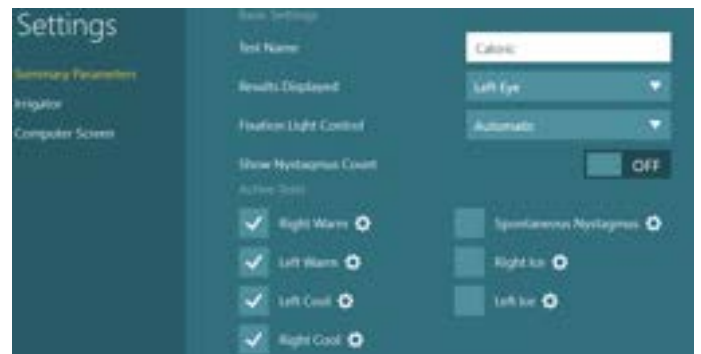 Settings
Summary Parameters
Irrigator
Computer Screen
Basic Settings
Test Name
Caloric
Results Displayed
Left Eye
Fixation Light Control
Automatic
Show Nystagmus Count
OFF
Active Tests
Right Warm
Spontaneous Nystagmus
Left Warm
Right Ice
Left Cool
Left Ice
Right Cool